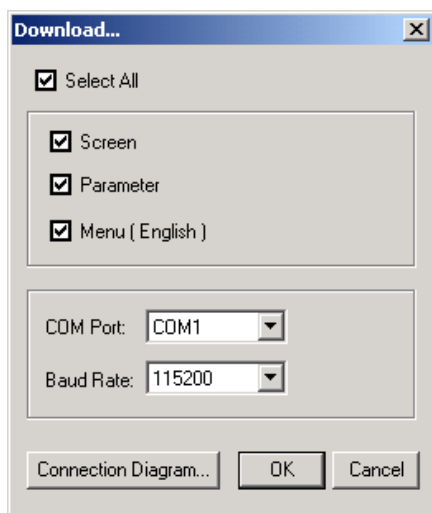 Download...
Select All
Screen
Parameter
Menu ( English )
COM Port: COM1
Baud Rate: 115200
Connection Diagram... OK Cancel